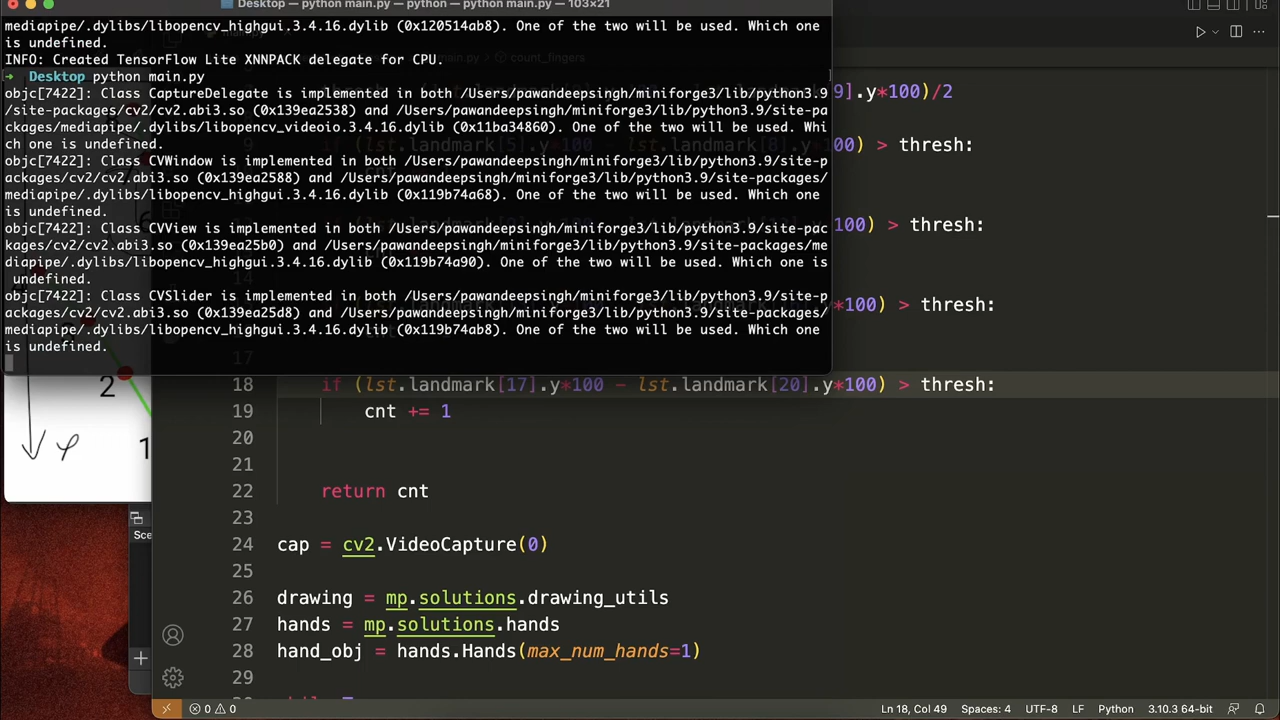 Desktop — python main.py — python main.py — 103×21
mediapipe/.dylibs/libopencv_highgui.3.4.16.dylib (0x120514ab8). One of the two will be used. Which one
is undefined.
INFO: Created TensorFlow Lite XNNPACK delegate for CPU.
➜  Desktop python main.py
objc[7422]: Class CaptureDelegate is implemented in both /Users/pawandeepsingh/miniforge3/lib/python3.9
/site-packages/cv2/cv2.abi3.so (0x139ea2538) and /Users/pawandeepsingh/miniforge3/lib/python3.9/site-pa
ckages/mediapipe/.dylibs/libopencv_videoio.3.4.16.dylib (0x11ba34860). One of the two will be used. Whi
ch one is undefined.
objc[7422]: Class CVWindow is implemented in both /Users/pawandeepsingh/miniforge3/lib/python3.9/site-p
ackages/cv2/cv2.abi3.so (0x139ea2588) and /Users/pawandeepsingh/miniforge3/lib/python3.9/site-packages/
mediapipe/.dylibs/libopencv_highgui.3.4.16.dylib (0x119b74a68). One of the two will be used. Which one
is undefined.
objc[7422]: Class CVView is implemented in both /Users/pawandeepsingh/miniforge3/lib/python3.9/site-pac
kages/cv2/cv2.abi3.so (0x139ea25b0) and /Users/pawandeepsingh/miniforge3/lib/python3.9/site-packages/me
diapipe/.dylibs/libopencv_highgui.3.4.16.dylib (0x119b74a90). One of the two will be used. Which one is
undefined.
objc[7422]: Class CVSlider is implemented in both /Users/pawandeepsingh/miniforge3/lib/python3.9/site-p
ackages/cv2/cv2.abi3.so (0x139ea25d8) and /Users/pawandeepsingh/miniforge3/lib/python3.9/site-packages/
mediapipe/.dylibs/libopencv_highgui.3.4.16.dylib (0x119b74ab8). One of the two will be used. Which one
is undefined.
9].y*100)/2
100) > thresh:
100) > thresh:
100) > thresh:
17
18 if (lst.landmark[17].y*100 - lst.landmark[20].y*100) > thresh:
19 cnt += 1
20
21
22 return cnt
23
24 cap = cv2.VideoCapture(0)
25
26 drawing = mp.solutions.drawing_utils
27 hands = mp.solutions.hands
28 hand_obj = hands.Hands(max_num_hands=1)
29
2
1
Sce
0 0
Ln 18, Col 49
Spaces: 4
UTF-8
LF
Python
3.10.3 64-bit